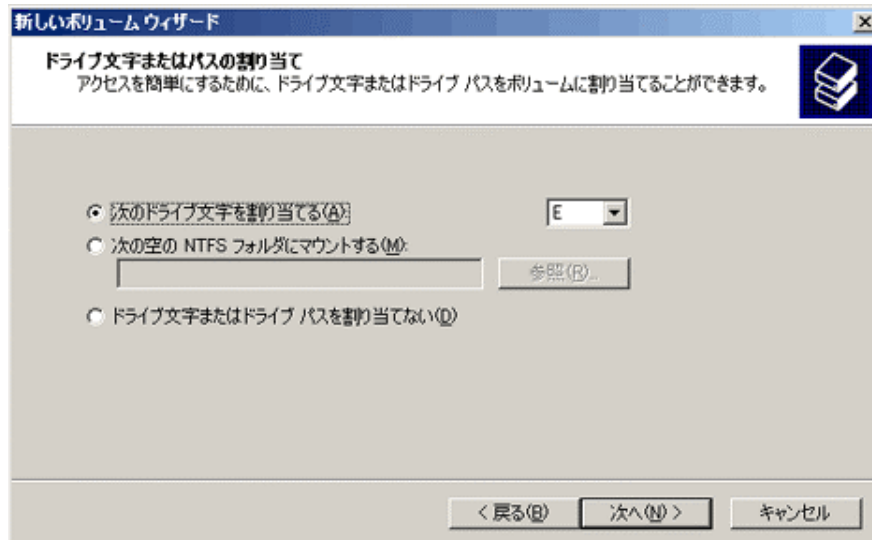 新しいボリューム ウィザード
ドライブ文字またはパスの割り当て
アクセスを簡単にするために、ドライブ文字またはドライブ パスをボリュームに割り当てることができます。
次のドライブ文字を割り当てる(A): E
次の空の NTFS フォルダにマウントする(M):
参照(R)...
ドライブ文字またはドライブ パスを割り当てない(D)
< 戻る(B) 次へ(N) > キャンセル